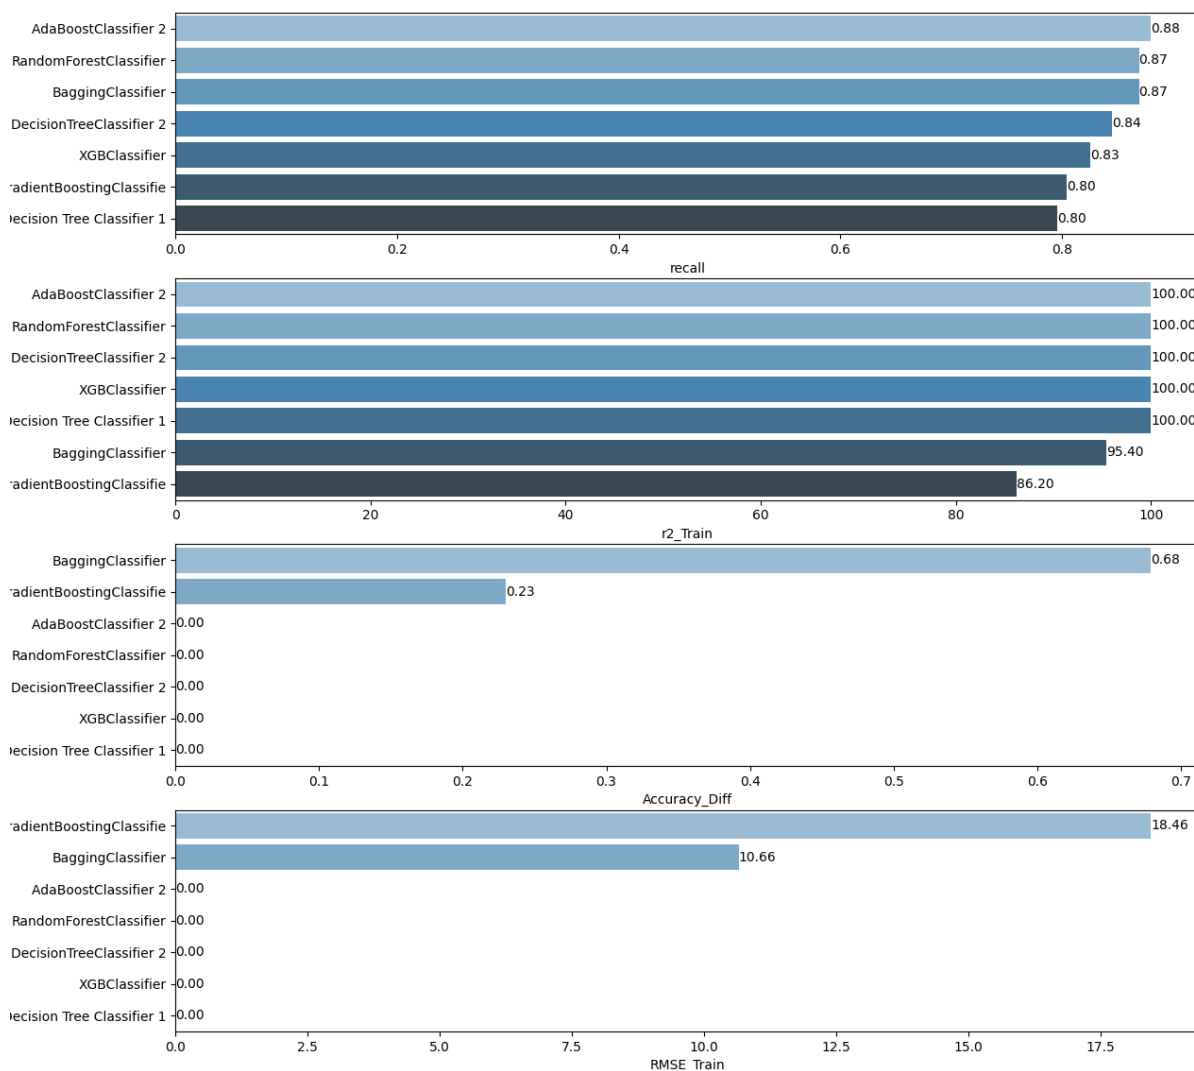 AdaBoostClassifier 2 0.88
RandomForestClassifier 0.87
BaggingClassifier 0.87
DecisionTreeClassifier 2 0.84
XGBClassifier 0.83
radientBoostingClassifie 0.80
ecision Tree Classifier 1 0.80
0.0 0.2 0.4 0.6 0.8
recall
AdaBoostClassifier 2 100.00
RandomForestClassifier 100.00
DecisionTreeClassifier 2 100.00
XGBClassifier 100.00
ecision Tree Classifier 1 100.00
BaggingClassifier 95.40
radientBoostingClassifie 86.20
0 20 40 60 80 100
r2_Train
BaggingClassifier 0.68
radientBoostingClassifie 0.23
AdaBoostClassifier 2 0.00
RandomForestClassifier 0.00
DecisionTreeClassifier 2 0.00
XGBClassifier 0.00
ecision Tree Classifier 1 0.00
0.0 0.1 0.2 0.3 0.4 0.5 0.6 0.7
Accuracy_Diff
radientBoostingClassifie 18.46
BaggingClassifier 10.66
AdaBoostClassifier 2 0.00
RandomForestClassifier 0.00
DecisionTreeClassifier 2 0.00
XGBClassifier 0.00
ecision Tree Classifier 1 0.00
0.0 2.5 5.0 7.5 10.0 12.5 15.0 17.5
RMSE_Train